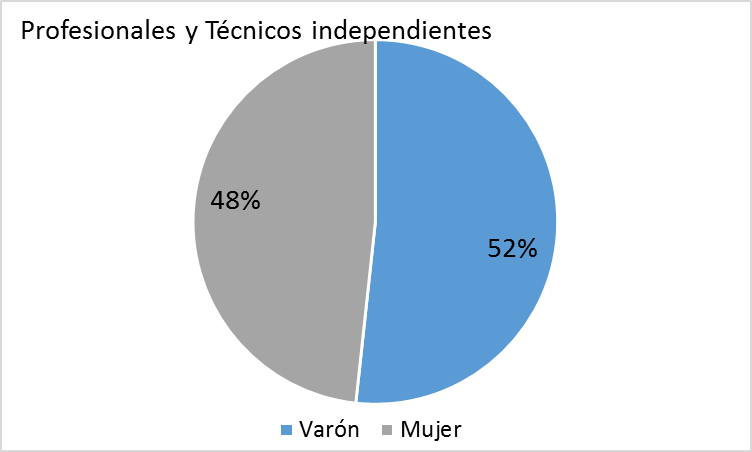 Profesionales y Técnicos independientes
48%
52%
Varón
Mujer